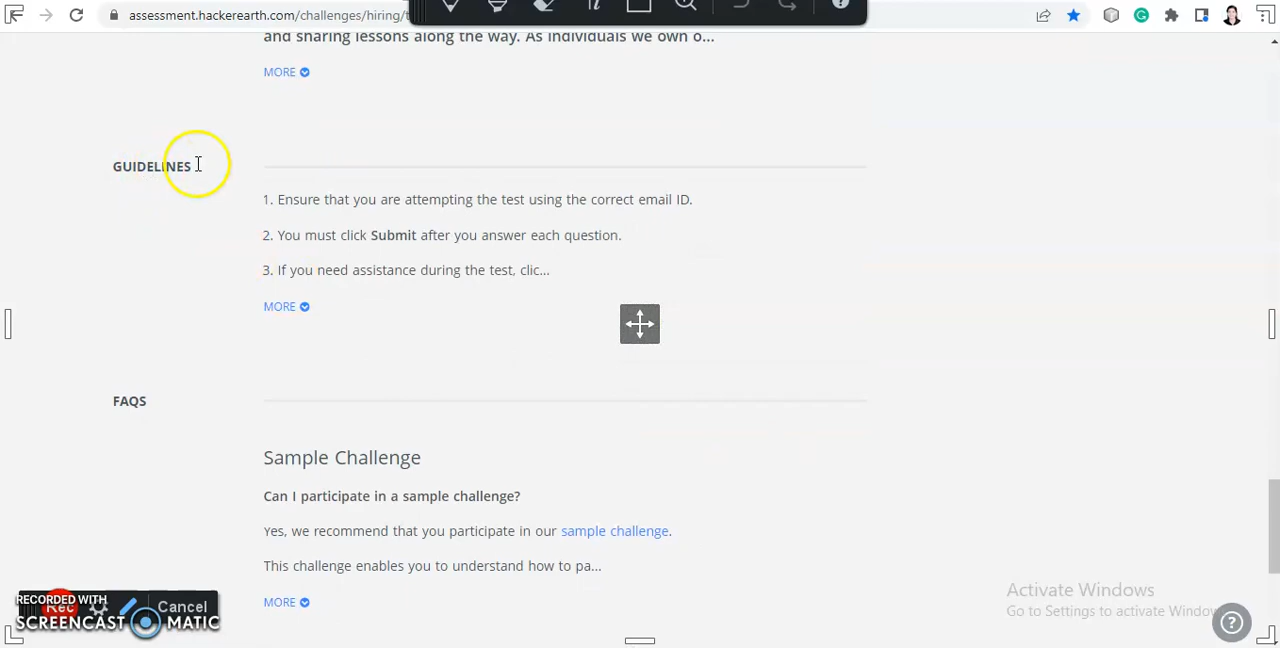 assessment.hackerearth.com/challenges/hiring/
and sharing lessons along the way. As individuals we own o...
MORE
GUIDELINES
1. Ensure that you are attempting the test using the correct email ID.
2. You must click Submit after you answer each question.
3. If you need assistance during the test, clic...
MORE
FAQS
Sample Challenge
Can I participate in a sample challenge?
Yes, we recommend that you participate in our sample challenge.
This challenge enables you to understand how to pa...
MORE
Activate Windows
Go to Settings to activate Windows
RECORDED WITH
SCREENCAST MATIC
Rec
Cancel